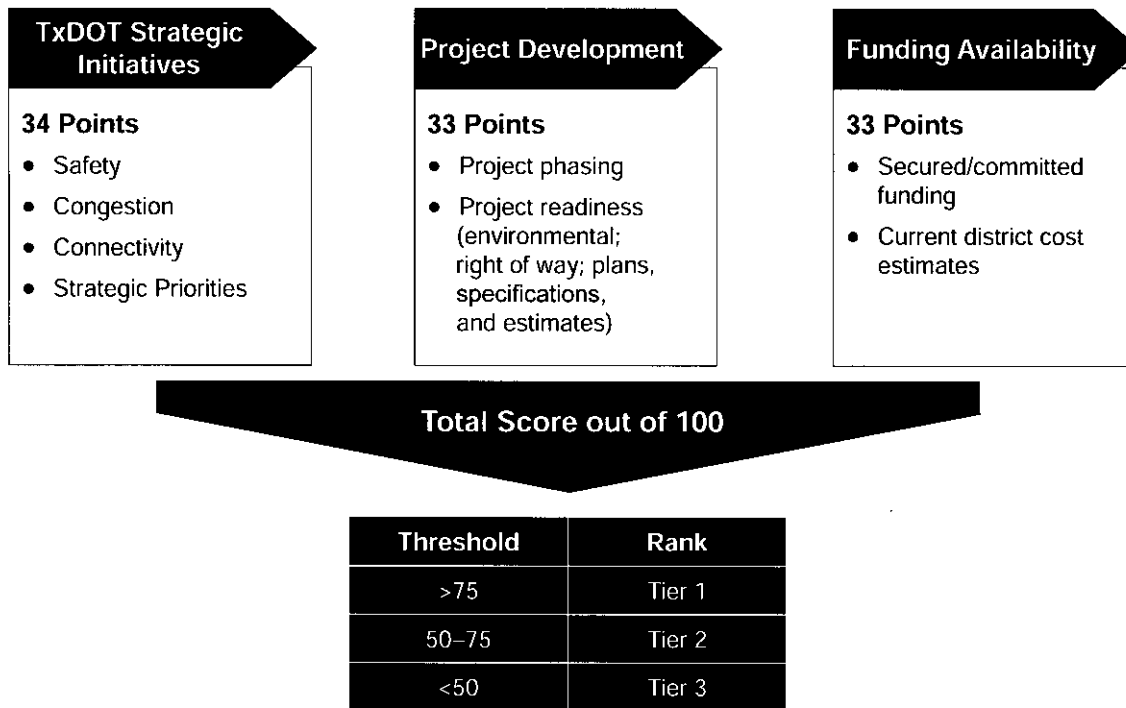 TxDOT Strategic
Initiatives
34 Points
• Safety
• Congestion
• Connectivity
• Strategic Priorities
Project Development
33 Points
• Project phasing
• Project readiness
(environmental;
right of way; plans,
specifications,
and estimates)
Funding Availability
33 Points
• Secured/committed
funding
• Current district cost
estimates
Total Score out of 100
Threshold Rank
>75 Tier 1
50–75 Tier 2
<50 Tier 3